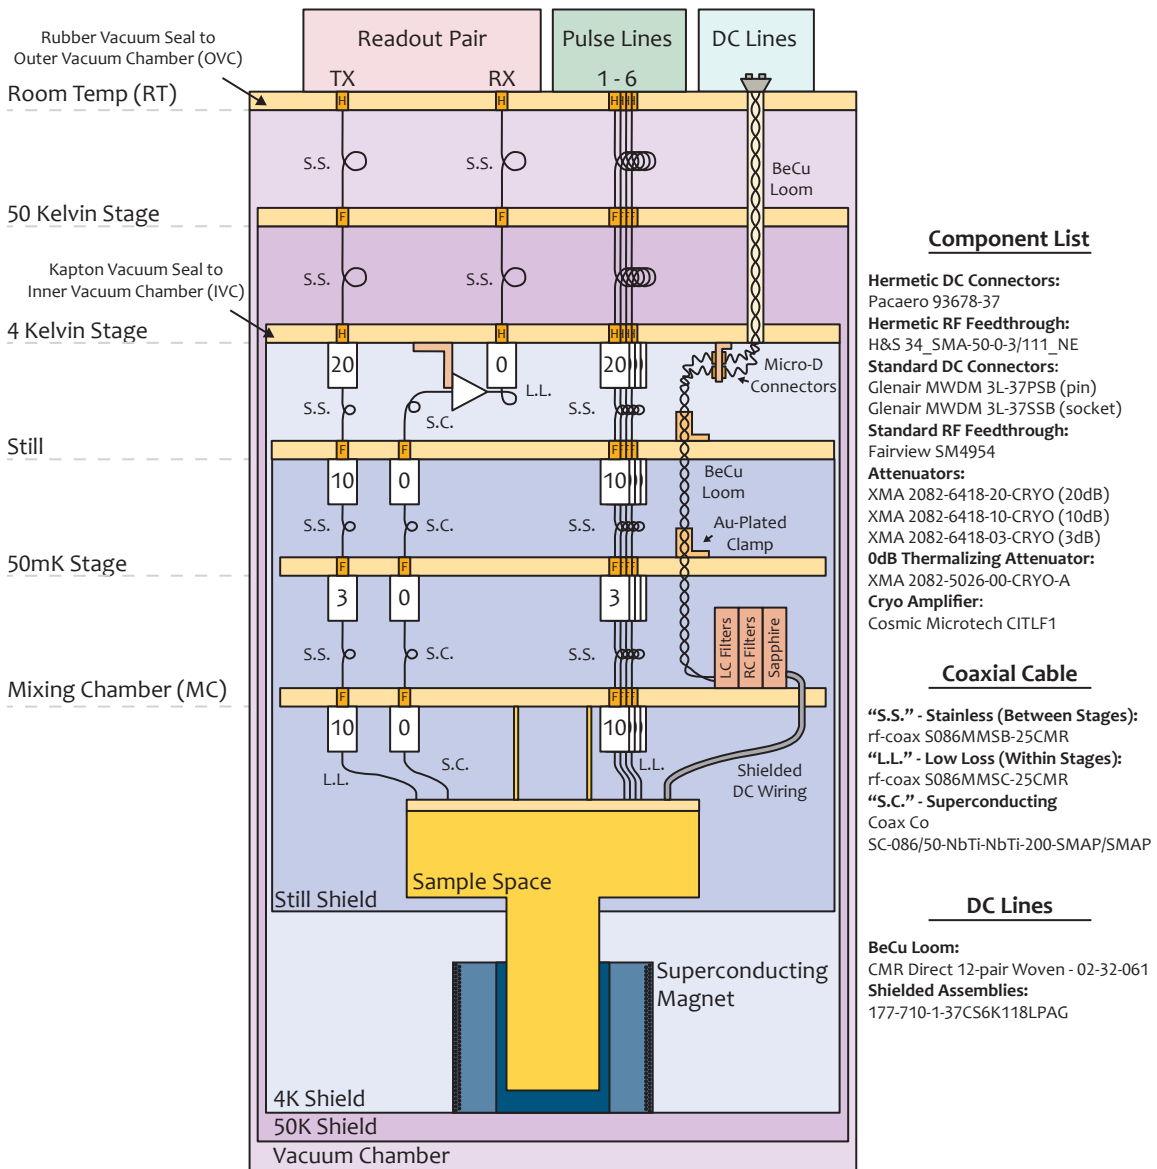 Rubber Vacuum Seal to
Outer Vacuum Chamber (OVC)
Readout Pair
TX
RX
Pulse Lines
1 - 6
DC Lines
Room Temp (RT)
H
H
H
H
H
H
S.S.
S.S.
BeCu
Loom
50 Kelvin Stage
F
F
F
F
F
F
Kapton Vacuum Seal to
Inner Vacuum Chamber (IVC)
S.S.
4 Kelvin Stage
H
H
H
H
H
H
20
0
20
Micro-D
Connectors
S.S.
S.C.
L.L.
S.S.
Still
F
F
F
F
F
F
10
0
10
BeCu
Loom
S.S.
S.C.
S.S.
Au-Plated
Clamp
50mK Stage
F
F
F
F
F
F
3
0
3
LC Filters
RC Filters
Sapphire
S.S.
S.C.
S.S.
Mixing Chamber (MC)
F
F
F
F
F
F
10
0
10
L.L.
S.C.
L.L.
Shielded
DC Wiring
Sample Space
Still Shield
Superconducting
Magnet
4K Shield
50K Shield
Vacuum Chamber
Component List
Hermetic DC Connectors:
Pacaero 93678-37
Hermetic RF Feedthrough:
H&S 34_SMA-50-0-3/111_NE
Standard DC Connectors:
Glenair MWDM 3L-37PSB (pin)
Glenair MWDM 3L-37SSB (socket)
Standard RF Feedthrough:
Fairview SM4954
Attenuators:
XMA 2082-6418-20-CRYO (20dB)
XMA 2082-6418-10-CRYO (10dB)
XMA 2082-6418-03-CRYO (3dB)
0dB Thermalizing Attenuator:
XMA 2082-5026-00-CRYO-A
Cryo Amplifier:
Cosmic Microtech CITLF1
Coaxial Cable
“S.S.” - Stainless (Between Stages):
rf-coax S086MMSB-25CMR
“L.L.” - Low Loss (Within Stages):
rf-coax S086MMSC-25CMR
“S.C.” - Superconducting
Coax Co
SC-086/50-NbTi-NbTi-200-SMAP/SMAP
DC Lines
BeCu Loom:
CMR Direct 12-pair Woven - 02-32-061
Shielded Assemblies:
177-710-1-37CS6K118LPAG